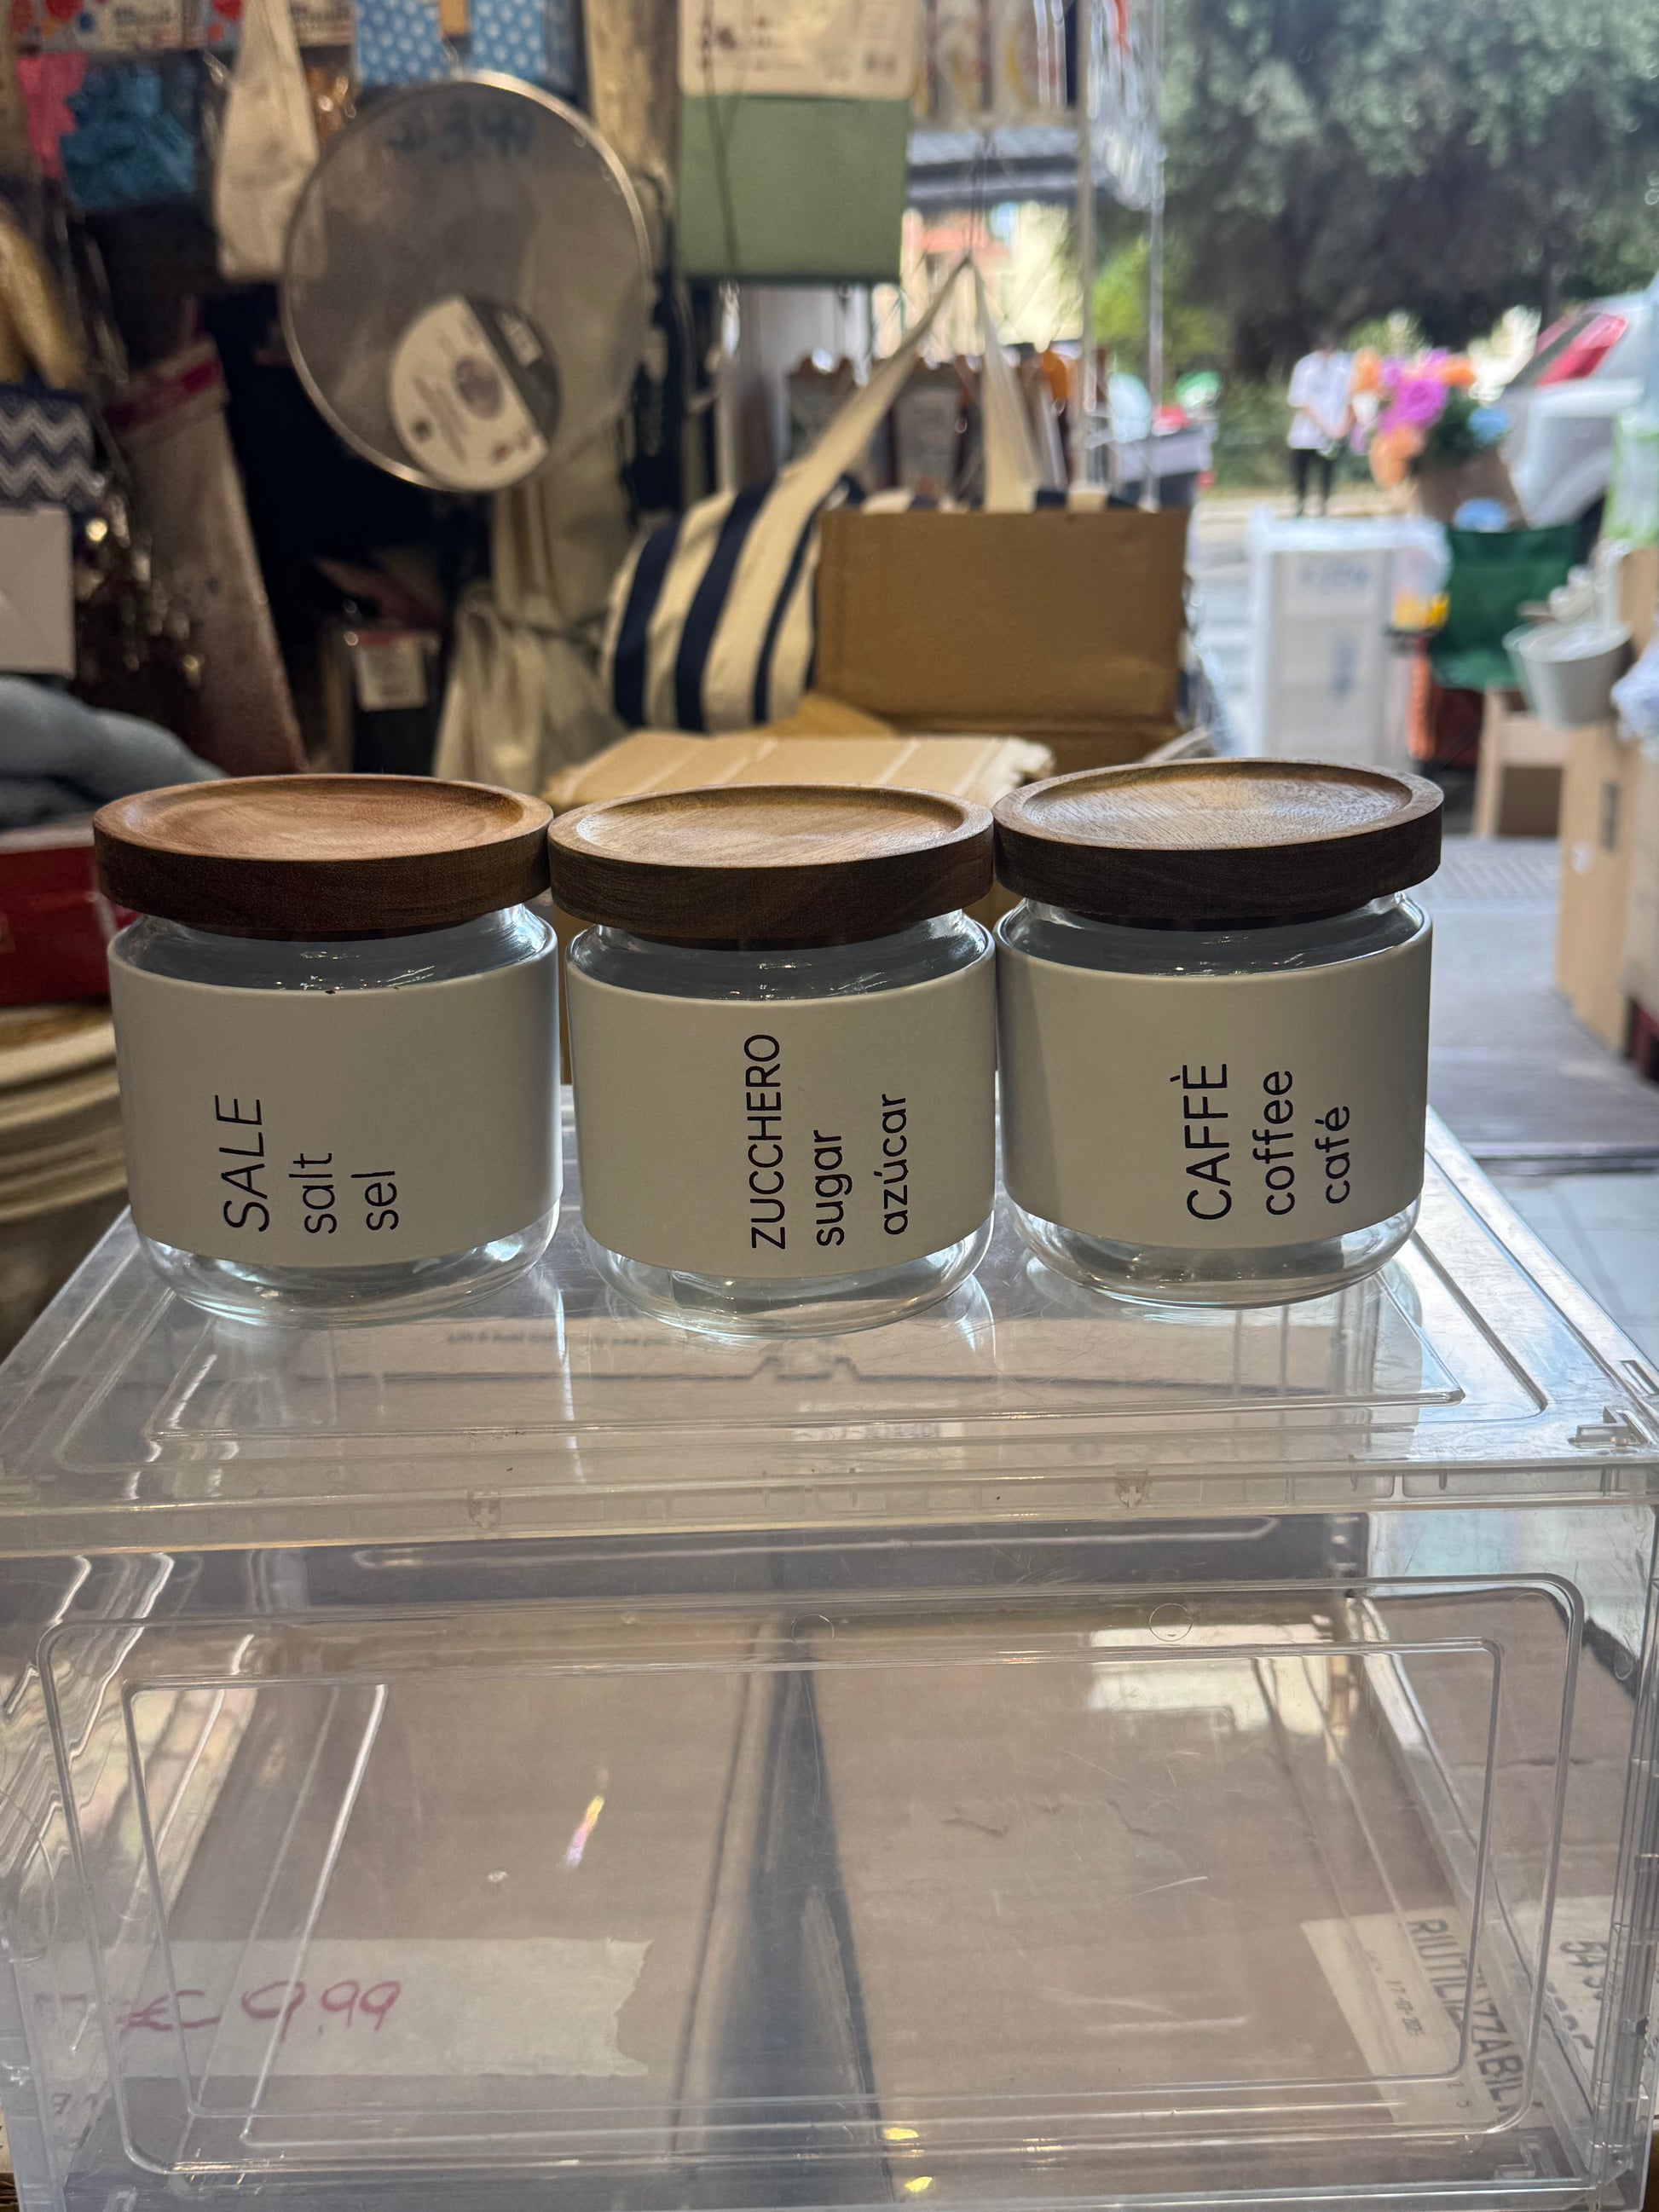 SALE
salt
sel
ZUCCHERO
sugar
azúcar
CAFFÈ
coffee
café
€ 9,99